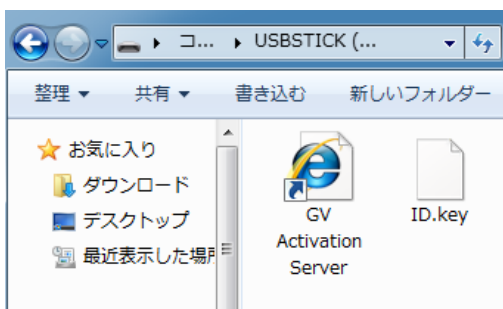 コ... USBSTICK (...
整理 共有 書き込む 新しいフォルダー
お気に入り
ダウンロード
デスクトップ
最近表示した場所
GV
Activation
Server
ID.key